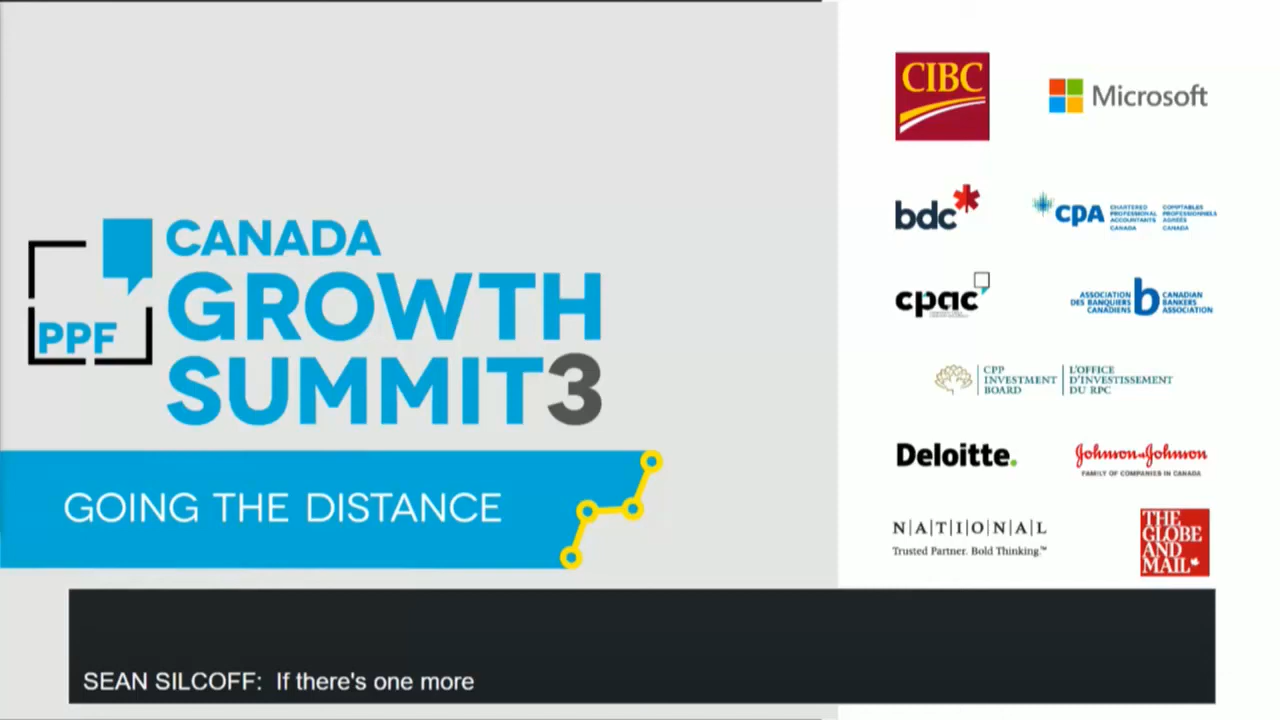 CANADA
GROWTH
SUMMIT3
PPF
GOING THE DISTANCE
CIBC
Microsoft
bdc
CPA
CHARTERED
PROFESSIONAL
ACCOUNTANTS
CANADA
COMPTABLES
PROFESSIONNELS
AGRÉÉS
CANADA
cpac
ASSOCIATION
DES BANQUIERS
CANADIENS
b
CANADIAN
BANKERS
ASSOCIATION
CPP
INVESTMENT
BOARD
L'OFFICE
D'INVESTISSEMENT
DU RPC
Deloitte.
Johnson & Johnson
FAMILY OF COMPANIES IN CANADA
N|A|T|I|O|N|A|L
Trusted Partner. Bold Thinking.™
THE
GLOBE
AND
MAIL
SEAN SILCOFF: If there's one more